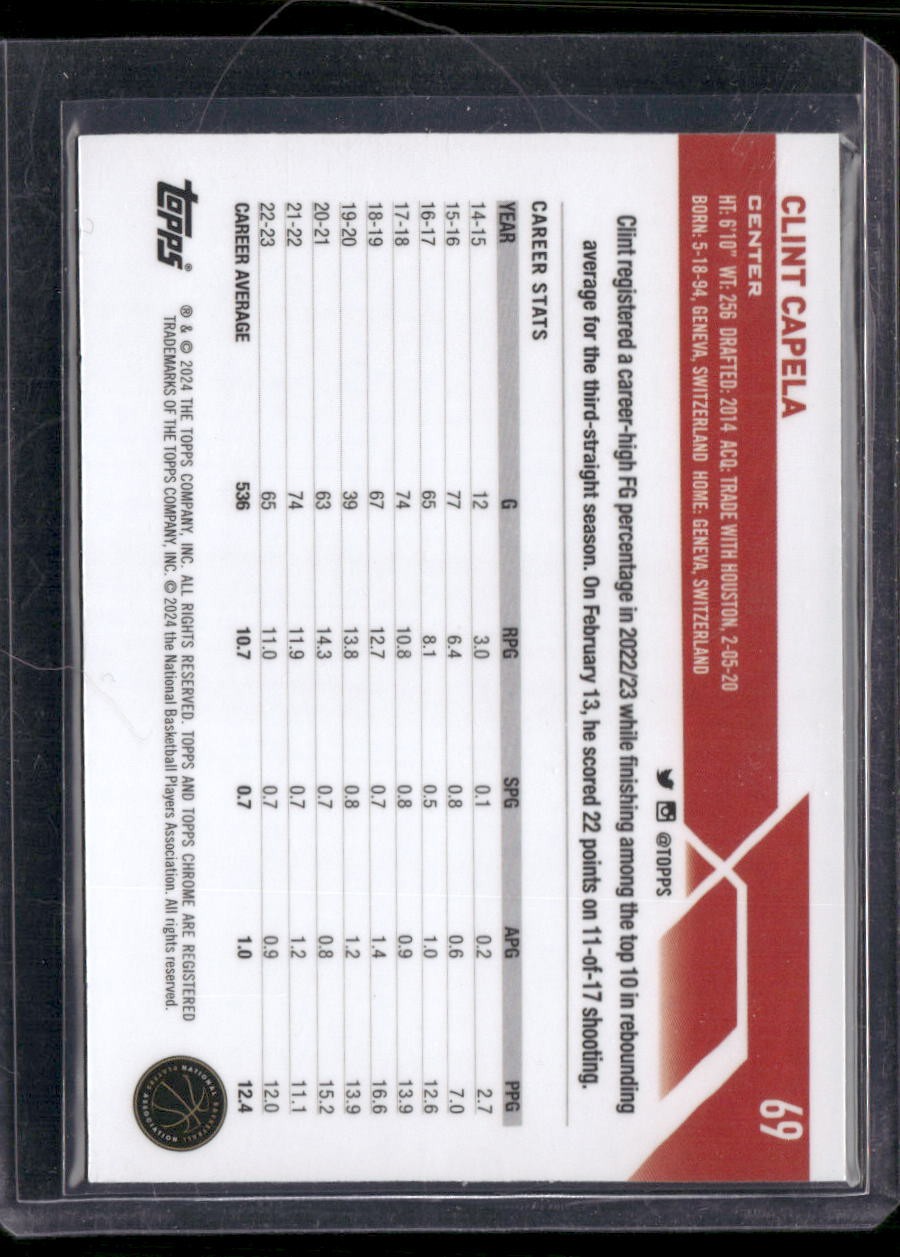 CLINT CAPELA
69
CENTER
HT: 6'10" WT: 256 DRAFTED: 2014 ACQ: TRADE WITH HOUSTON, 2-05-20
BORN: 5-18-94, GENEVA, SWITZERLAND HOME: GENEVA, SWITZERLAND
@TOPPS
Clint registered a career-high FG percentage in 2022/23 while finishing among the top 10 in rebounding
average for the third-straight season. On February 13, he scored 22 points on 11-of-17 shooting.
CAREER STATS
YEAR G RPG SPG APG PPG
14-15 12 3.0 0.1 0.2 2.7
15-16 77 6.4 0.8 0.6 7.0
16-17 65 8.1 0.5 1.0 12.6
17-18 74 10.8 0.8 0.9 13.9
18-19 67 12.7 0.7 1.4 16.6
19-20 39 13.8 0.8 1.2 13.9
20-21 63 14.3 0.7 0.8 15.2
21-22 74 11.9 0.7 1.2 11.1
22-23 65 11.0 0.7 0.9 12.0
CAREER AVERAGE 536 10.7 0.7 1.0 12.4
topps®
® & © 2024 THE TOPPS COMPANY, INC. ALL RIGHTS RESERVED. TOPPS AND TOPPS CHROME ARE REGISTERED
TRADEMARKS OF THE TOPPS COMPANY, INC. © 2024 the National Basketball Players Association. All rights reserved.
NATIONAL BASKETBALL PLAYERS ASSOCIATION